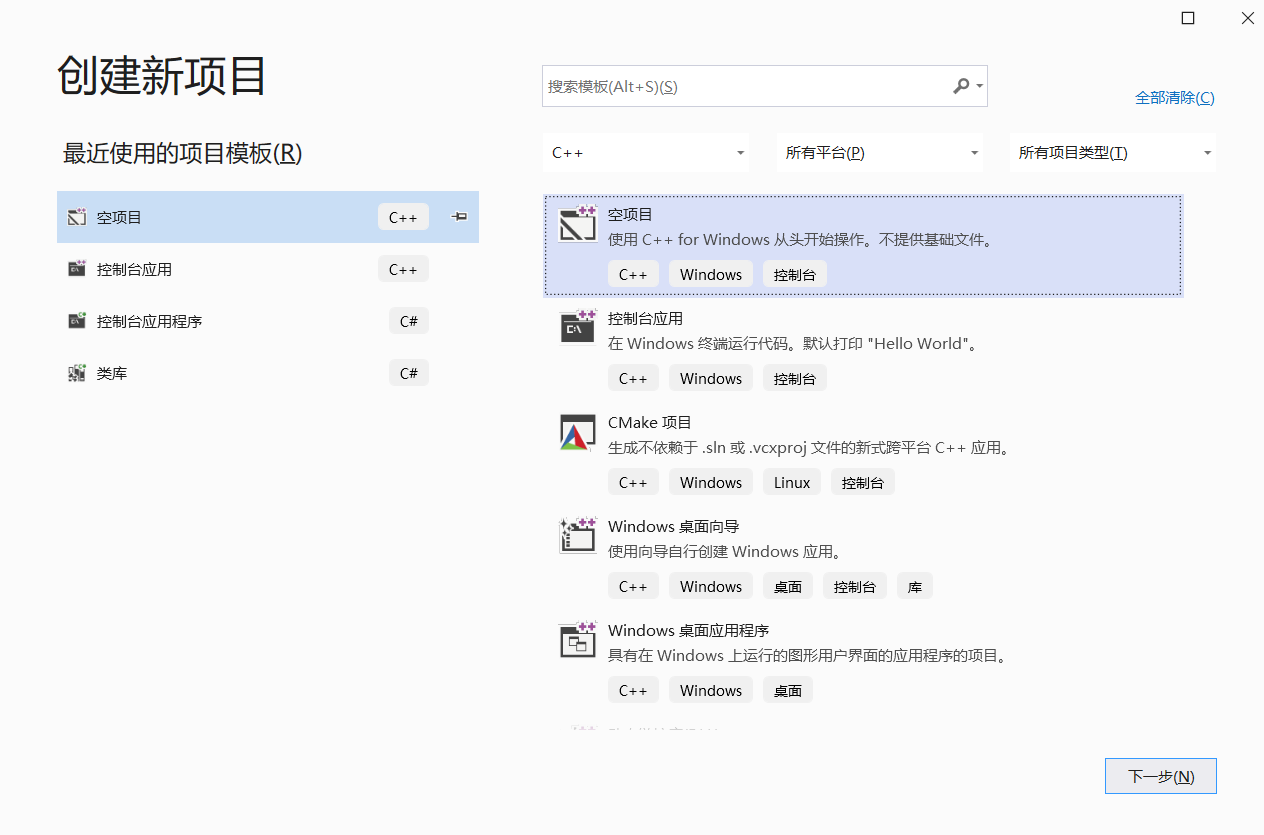 创建新项目
搜索模板(Alt+S)(S)
全部清除(C)
最近使用的项目模板(R)
C++
所有平台(P)
所有项目类型(T)
空项目 C++
控制台应用 C++
控制台应用程序 C#
类库 C#
空项目
使用 C++ for Windows 从头开始操作。不提供基础文件。
C++ Windows 控制台
控制台应用
在 Windows 终端运行代码。默认打印 "Hello World"。
C++ Windows 控制台
CMake 项目
生成不依赖于 .sln 或 .vcxproj 文件的新式跨平台 C++ 应用。
C++ Windows Linux 控制台
Windows 桌面向导
使用向导自行创建 Windows 应用。
C++ Windows 桌面 控制台 库
Windows 桌面应用程序
具有在 Windows 上运行的图形用户界面的应用程序的项目。
C++ Windows 桌面
下一步(N)